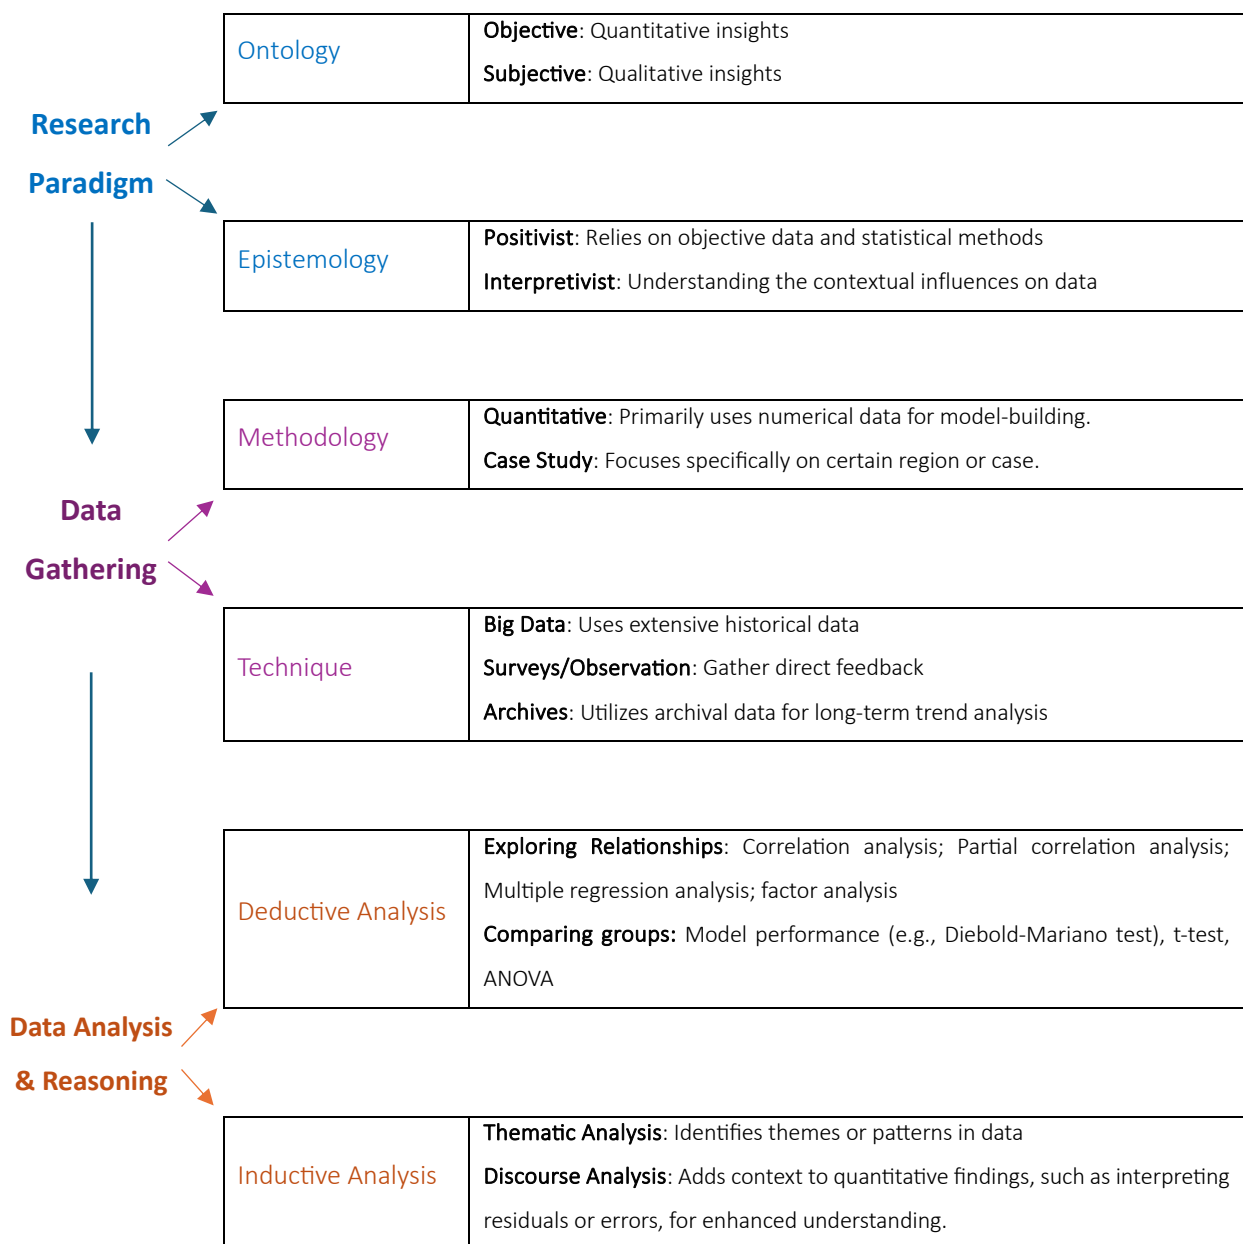 Ontology
Objective: Quantitative insights
Subjective: Qualitative insights
Research
Paradigm
Epistemology
Positivist: Relies on objective data and statistical methods
Interpretivist: Understanding the contextual influences on data
Methodology
Quantitative: Primarily uses numerical data for model-building.
Case Study: Focuses specifically on certain region or case.
Data
Gathering
Technique
Big Data: Uses extensive historical data
Surveys/Observation: Gather direct feedback
Archives: Utilizes archival data for long-term trend analysis
Deductive Analysis
Exploring Relationships: Correlation analysis; Partial correlation analysis;
Multiple regression analysis; factor analysis
Comparing groups: Model performance (e.g., Diebold-Mariano test), t-test,
ANOVA
Data Analysis
& Reasoning
Inductive Analysis
Thematic Analysis: Identifies themes or patterns in data
Discourse Analysis: Adds context to quantitative findings, such as interpreting
residuals or errors, for enhanced understanding.